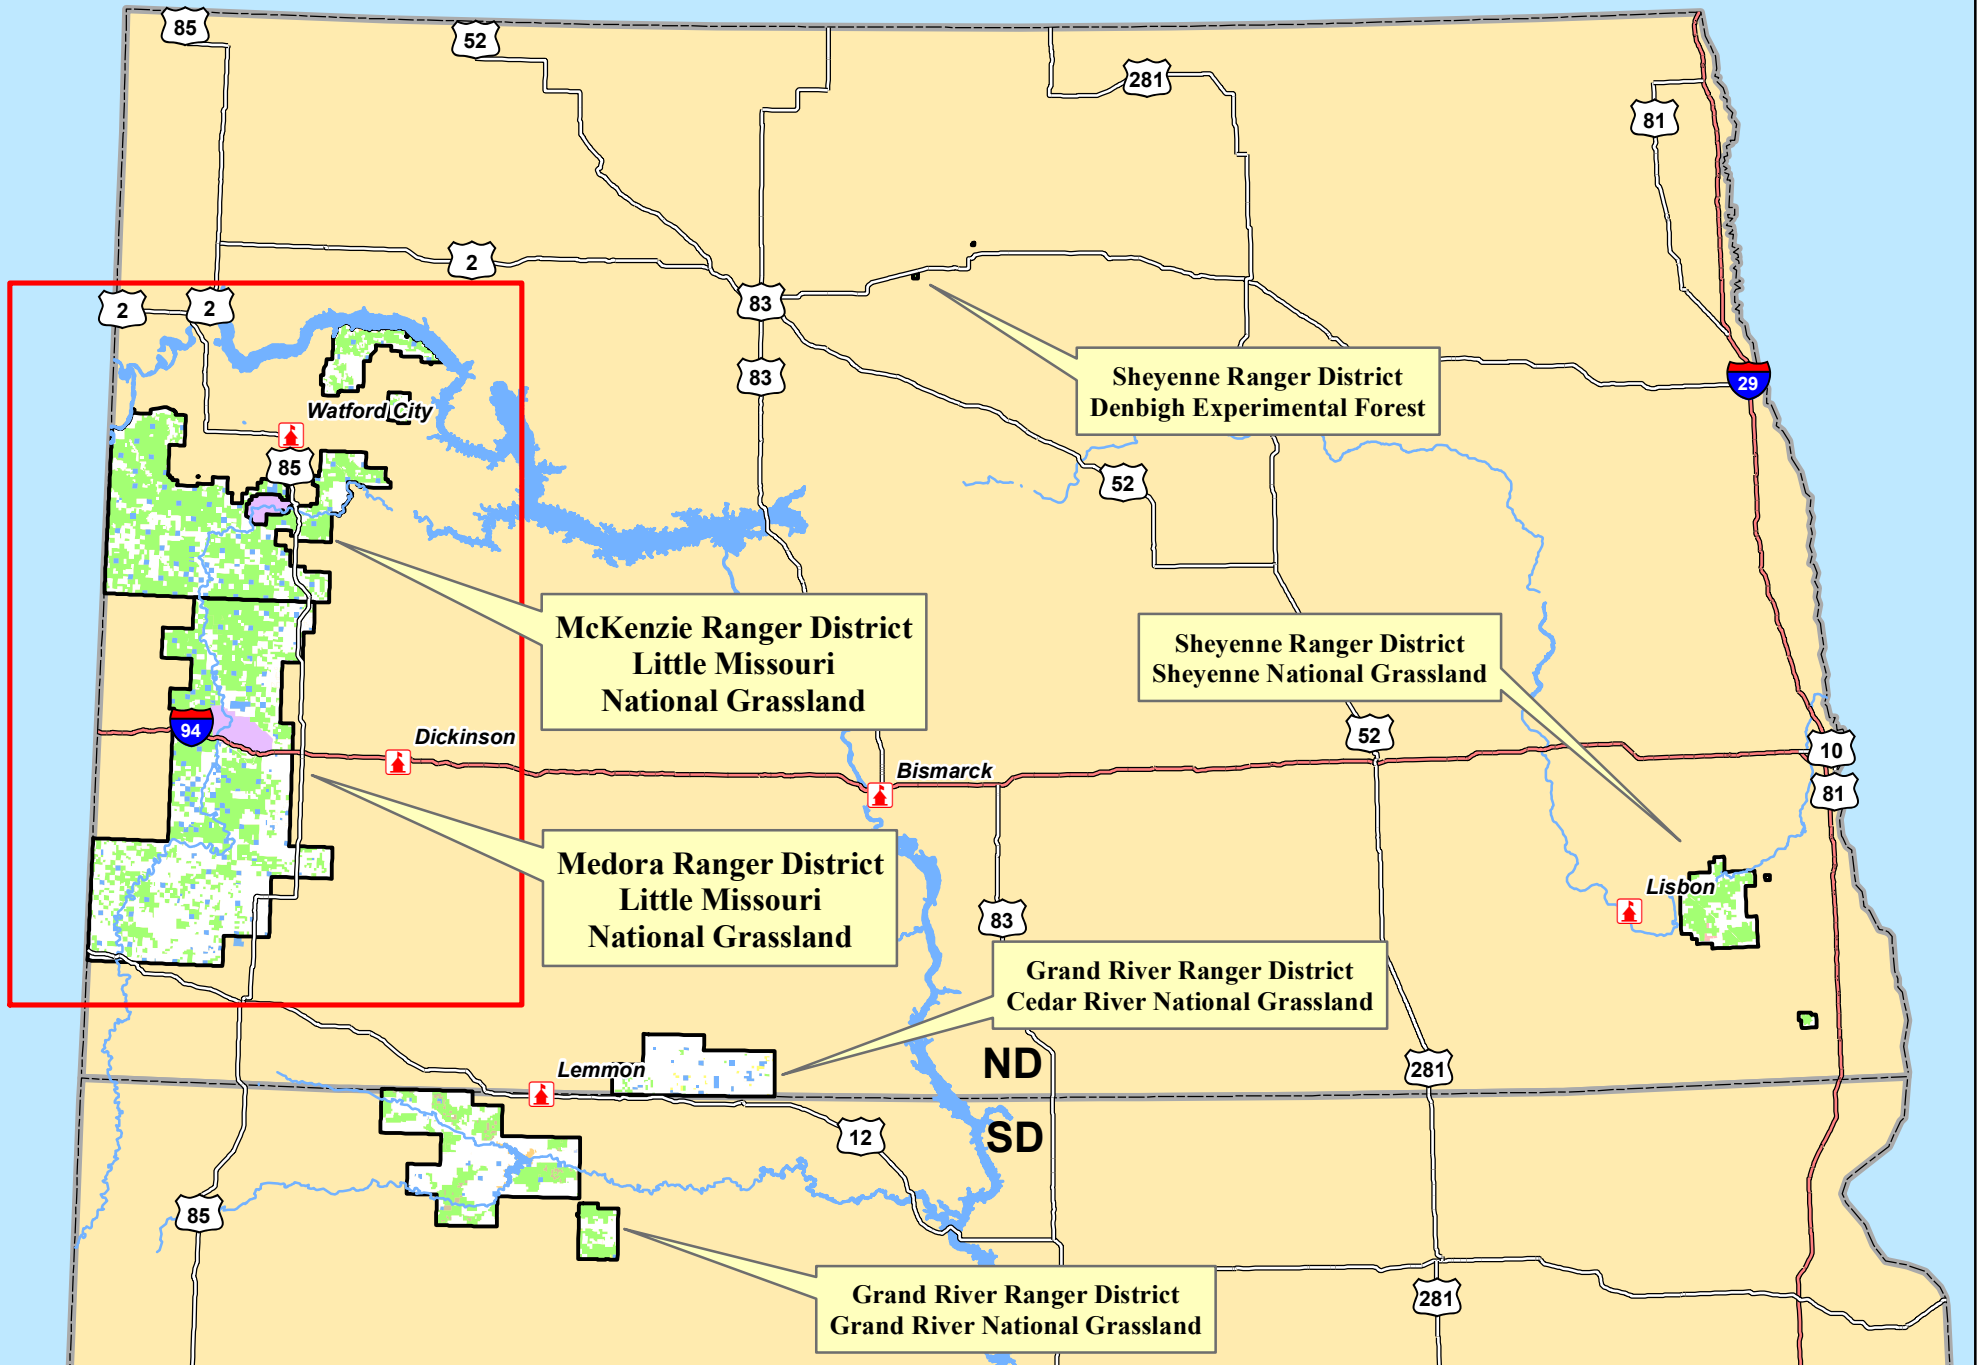 85
52
281
81
2
2
2
83
83
29
Sheyenne Ranger District
Denbigh Experimental Forest
Watford City
85
52
McKenzie Ranger District
Little Missouri
National Grassland
Sheyenne Ranger District
Sheyenne National Grassland
94
Dickinson
Bismarck
52
10
81
Medora Ranger District
Little Missouri
National Grassland
Lisbon
83
Grand River Ranger District
Cedar River National Grassland
Lemmon
ND
281
SD
12
85
Grand River Ranger District
Grand River National Grassland
281